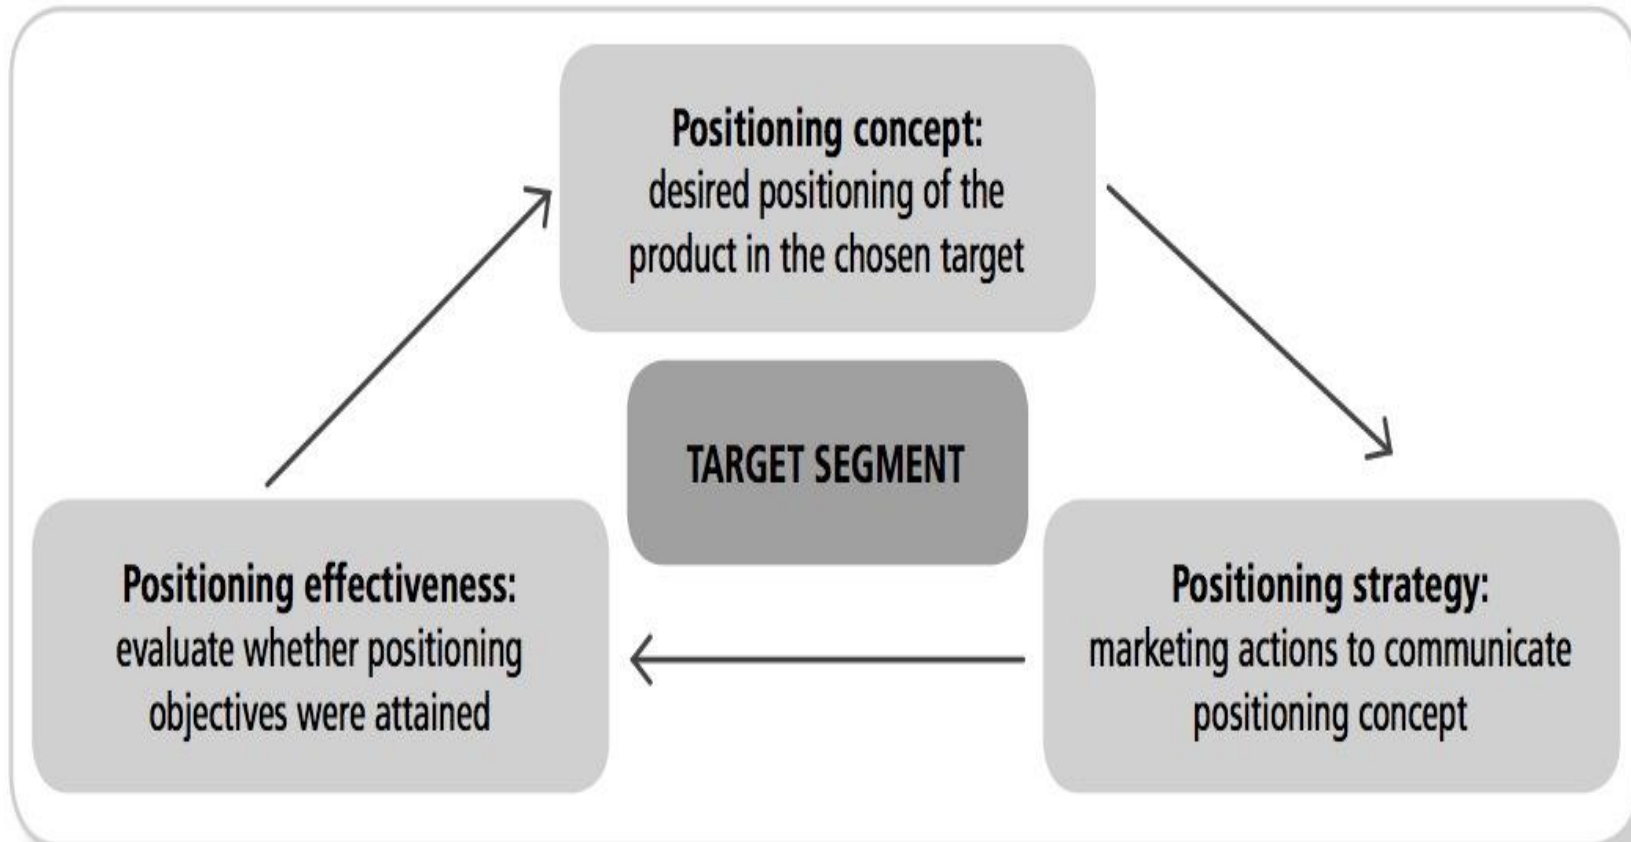 Positioning concept:
desired positioning of the
product in the chosen target
TARGET SEGMENT
Positioning effectiveness:
evaluate whether positioning
objectives were attained
Positioning strategy:
marketing actions to communicate
positioning concept